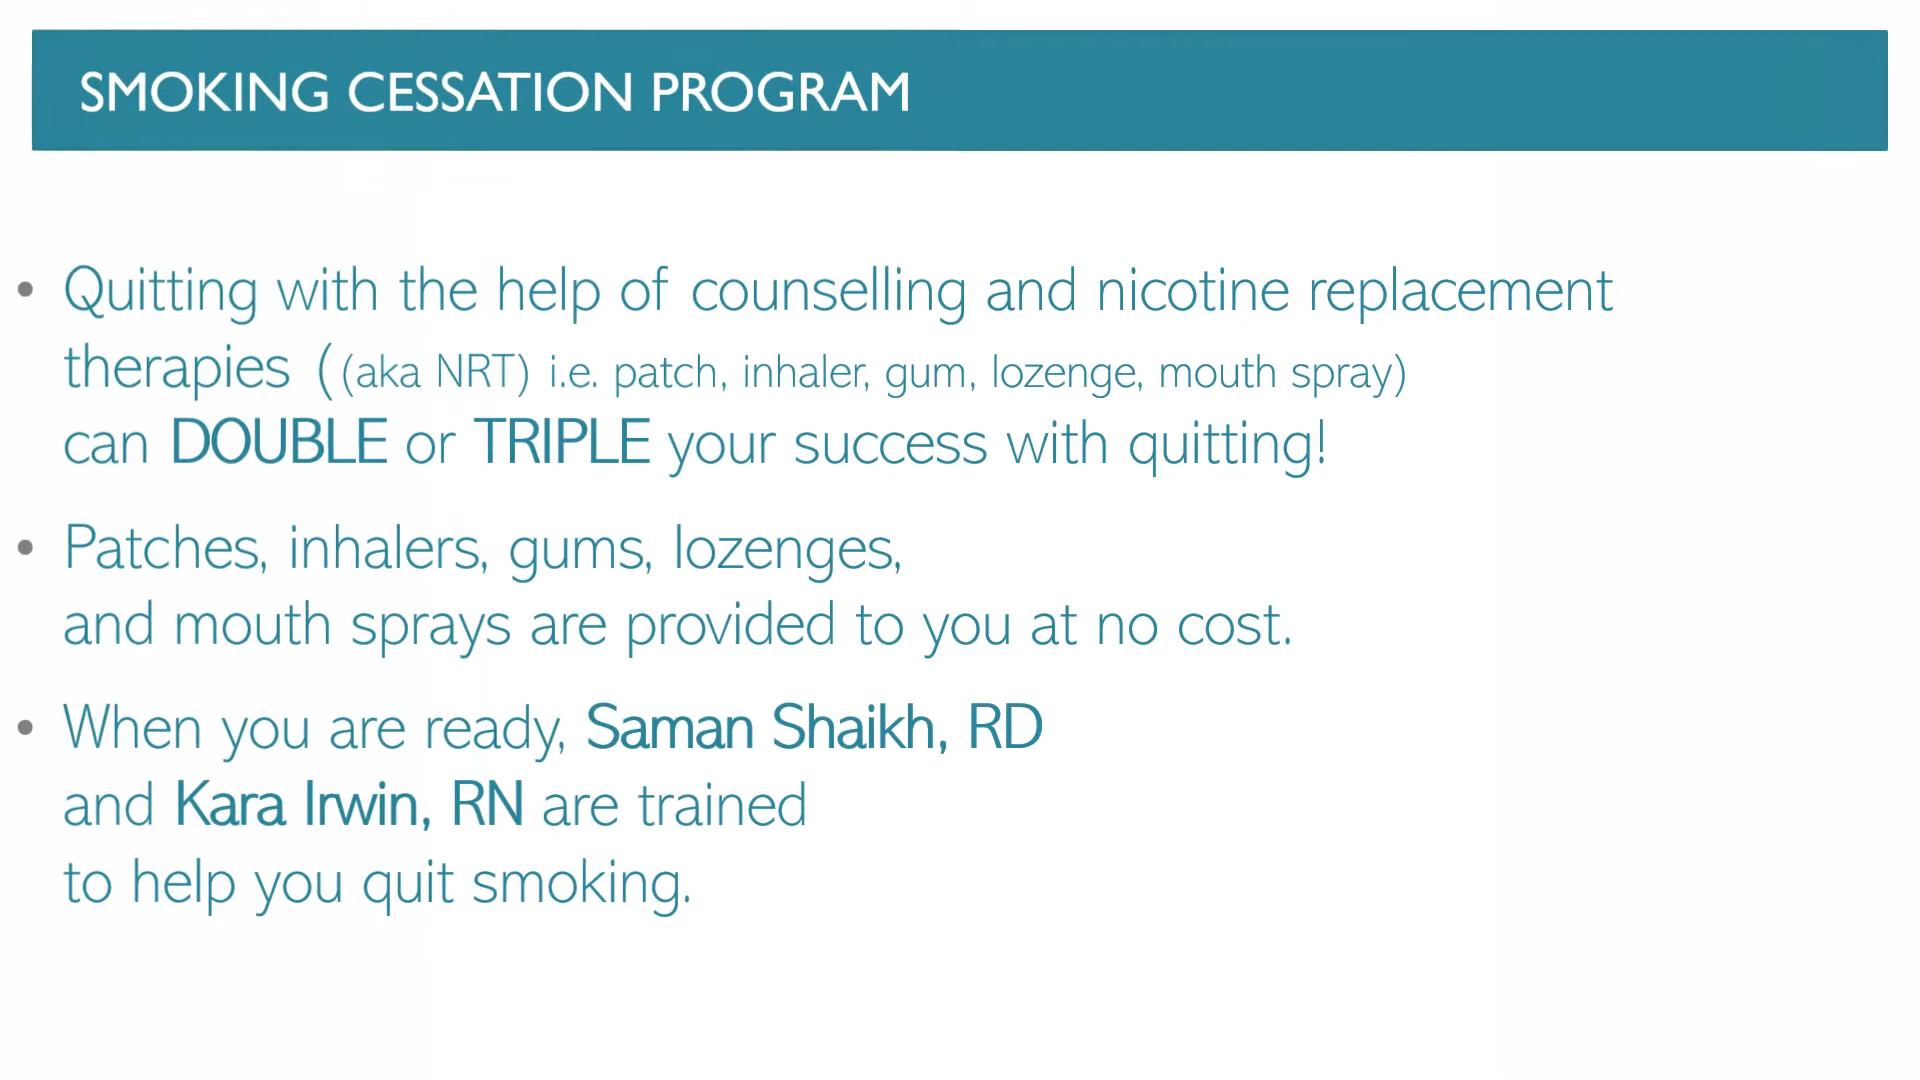 SMOKING CESSATION PROGRAM
• Quitting with the help of counselling and nicotine replacement
therapies ((aka NRT) i.e. patch, inhaler, gum, lozenge, mouth spray)
can DOUBLE or TRIPLE your success with quitting!
• Patches, inhalers, gums, lozenges,
and mouth sprays are provided to you at no cost.
• When you are ready, Saman Shaikh, RD
and Kara Irwin, RN are trained
to help you quit smoking.